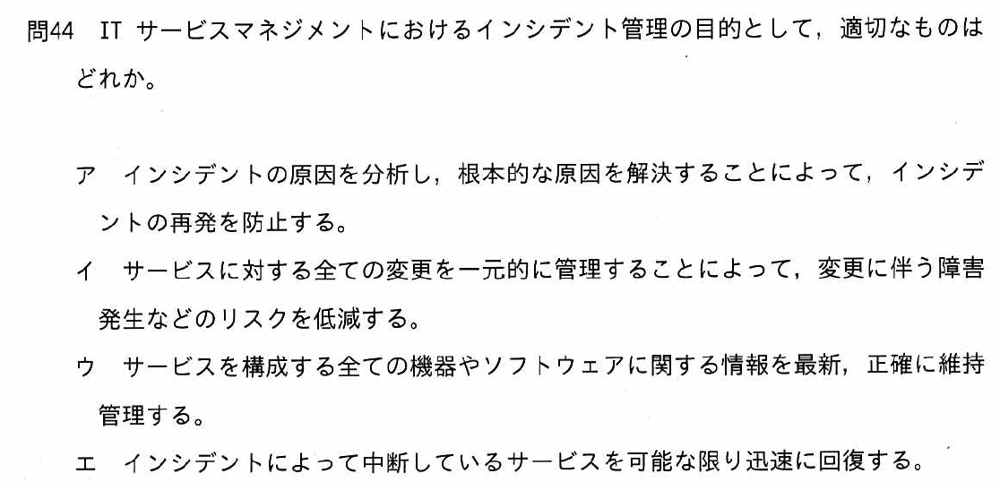 問44 IT サービスマネジメントにおけるインシデント管理の目的として，適切なものは
どれか。
ア インシデントの原因を分析し，根本的な原因を解決することによって，インシデ
ントの再発を防止する。
イ サービスに対する全ての変更を一元的に管理することによって，変更に伴う障害
発生などのリスクを低減する。
ウ サービスを構成する全ての機器やソフトウェアに関する情報を最新，正確に維持
管理する。
エ インシデントによって中断しているサービスを可能な限り迅速に回復する。